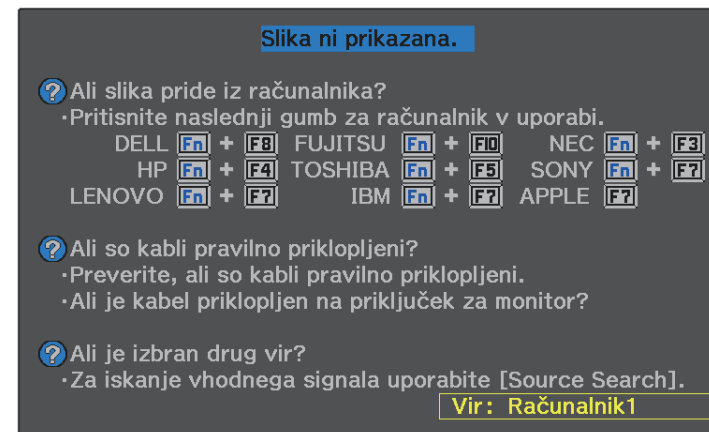 Slika ni prikazana.
? Ali slika pride iz računalnika?
·Pritisnite naslednji gumb za računalnik v uporabi.
DELL Fn + F8 FUJITSU Fn + F10 NEC Fn + F3
HP Fn + F4 TOSHIBA Fn + F5 SONY Fn + F7
LENOVO Fn + F7 IBM Fn + F7 APPLE F7
? Ali so kabli pravilno priklopljeni?
·Preverite, ali so kabli pravilno priklopljeni.
·Ali je kabel priklopljen na priključek za monitor?
? Ali je izbran drug vir?
·Za iskanje vhodnega signala uporabite [Source Search].
Vir: Računalnik1